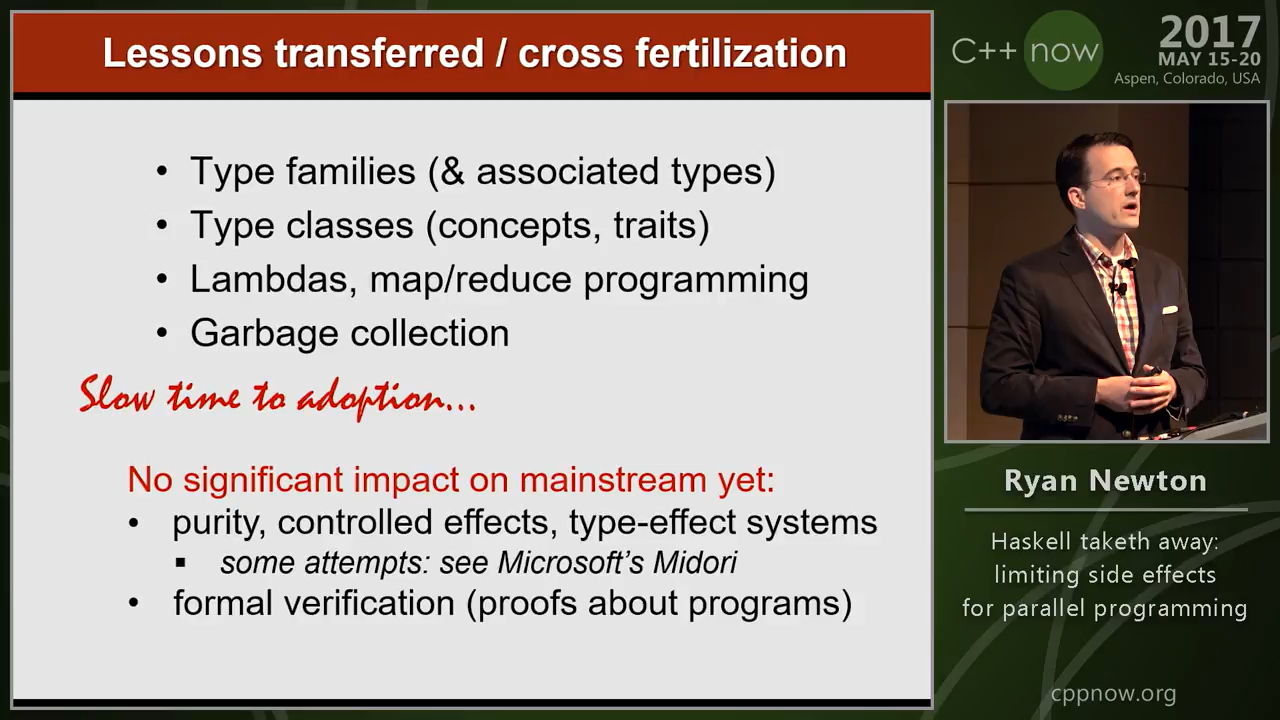 Lessons transferred / cross fertilization
• Type families (& associated types)
• Type classes (concepts, traits)
• Lambdas, map/reduce programming
• Garbage collection
Slow time to adoption...
No significant impact on mainstream yet:
• purity, controlled effects, type-effect systems
▪ some attempts: see Microsoft's Midori
• formal verification (proofs about programs)
C++ now
2017
MAY 15-20
Aspen, Colorado, USA
Ryan Newton
Haskell taketh away:
limiting side effects
for parallel programming
cppnow.org